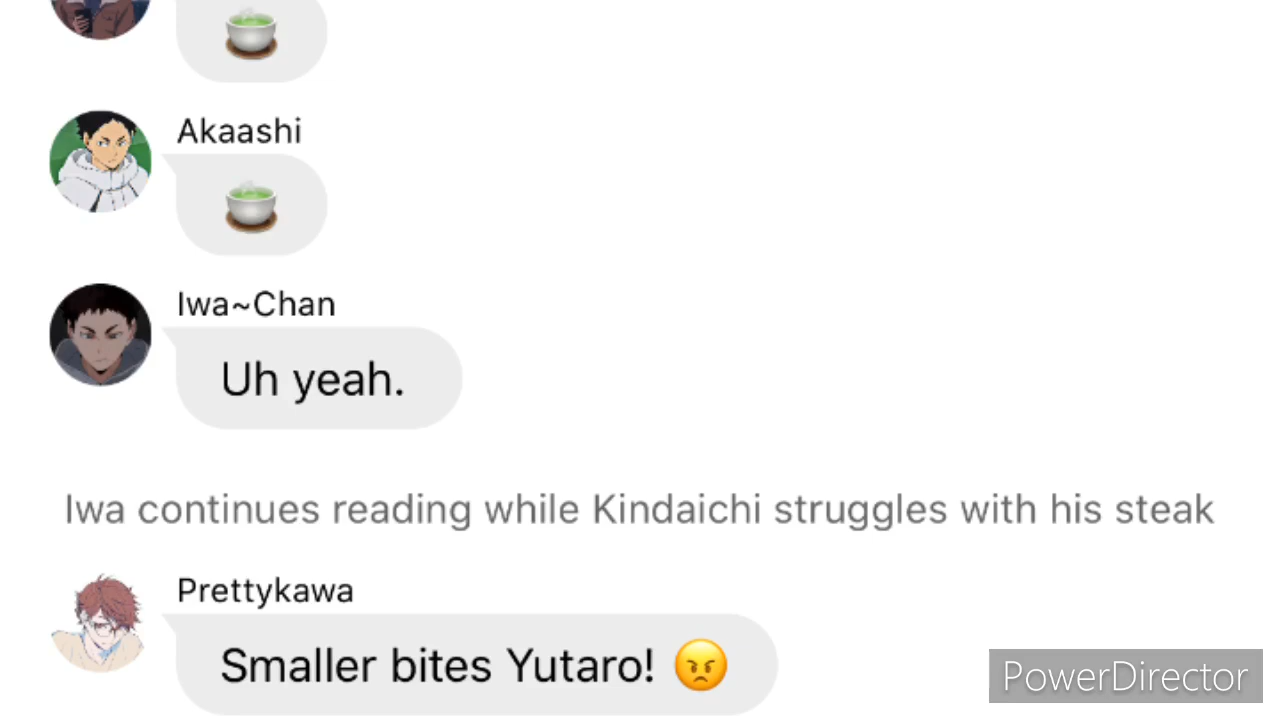 🍵
Akaashi
🍵
Iwa~Chan
Uh yeah.
Iwa continues reading while Kindaichi struggles with his steak
Prettykawa
Smaller bites Yutaro! 😠
PowerDirector